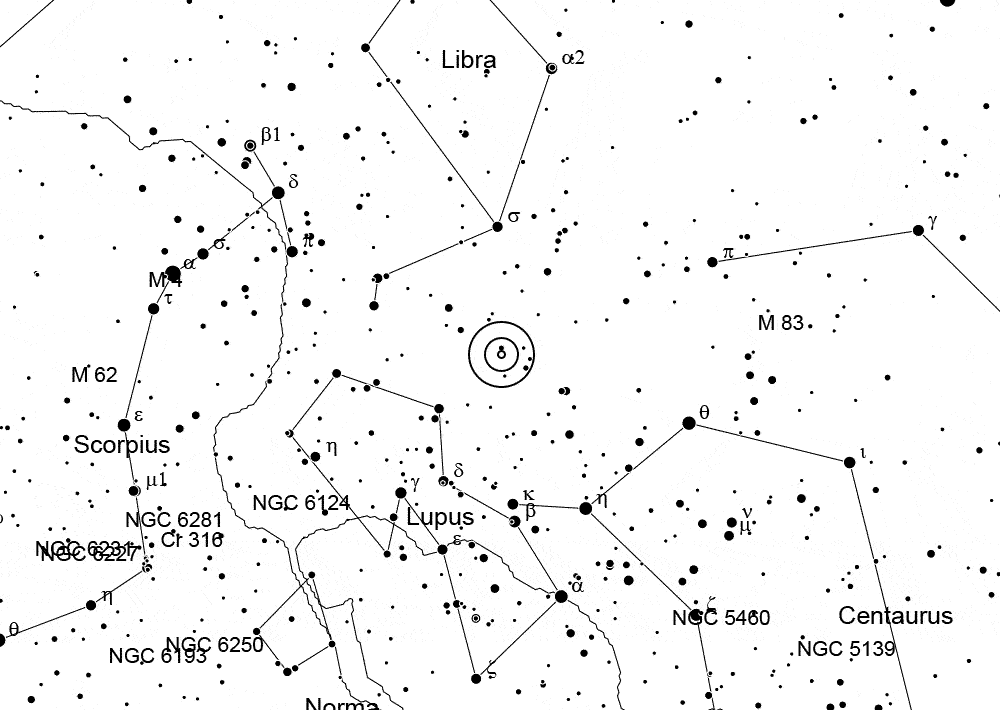 Libra
α2
β1
δ
σ
γ
π
σ
π
α
M 4
τ
M 83
M 62
ε
θ
Scorpius
η
ι
δ
μ1
γ
κ
η
NGC 6124
β
ν
Lupus
NGC 6281
μ
Cr 316
ε
NGC 6231
NGC 6227
α
η
ζ
Centaurus
NGC 5460
θ
NGC 6250
NGC 5139
NGC 6193
ζ
Norma